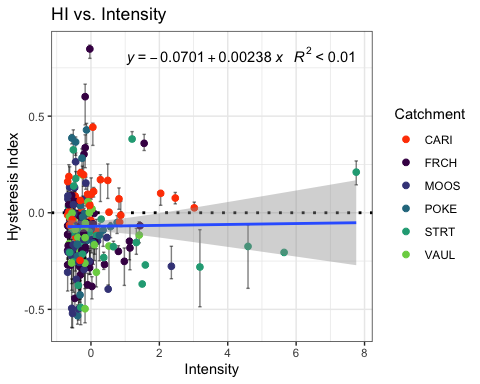 HI vs. Intensity
y = −0.0701 + 0.00238 x R² < 0.01
Hysteresis Index
0.5
0.0
-0.5
0
2
4
6
8
Intensity
Catchment
CARI
FRCH
MOOS
POKE
STRT
VAUL